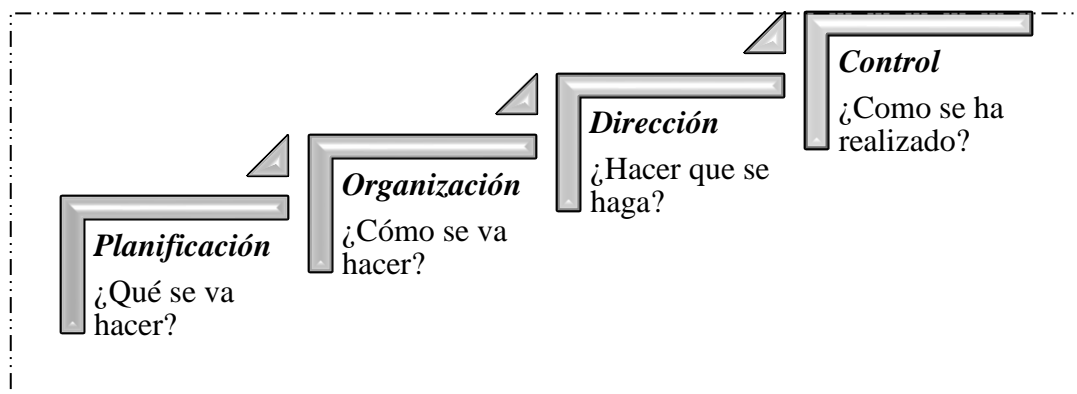 Planificación
¿Qué se va
hacer?
Organización
¿Cómo se va
hacer?
Dirección
¿Hacer que se
haga?
Control
¿Como se ha
realizado?